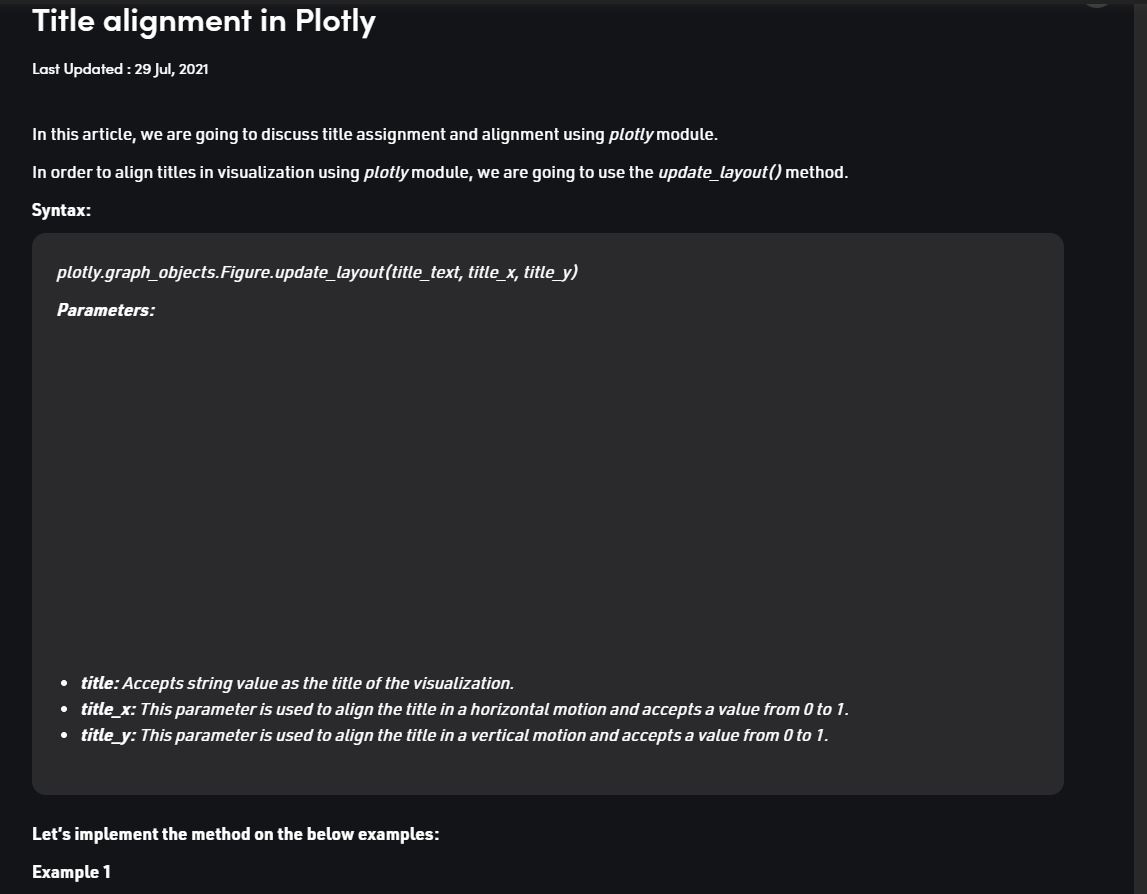 Title alignment in Plotly
Last Updated : 29 Jul, 2021
In this article, we are going to discuss title assignment and alignment using plotly module.
In order to align titles in visualization using plotly module, we are going to use the update_layout() method.
Syntax:
plotly.graph_objects.Figure.update_layout(title_text, title_x, title_y)
Parameters:
• title: Accepts string value as the title of the visualization.
• title_x: This parameter is used to align the title in a horizontal motion and accepts a value from 0 to 1.
• title_y: This parameter is used to align the title in a vertical motion and accepts a value from 0 to 1.
Let’s implement the method on the below examples:
Example 1